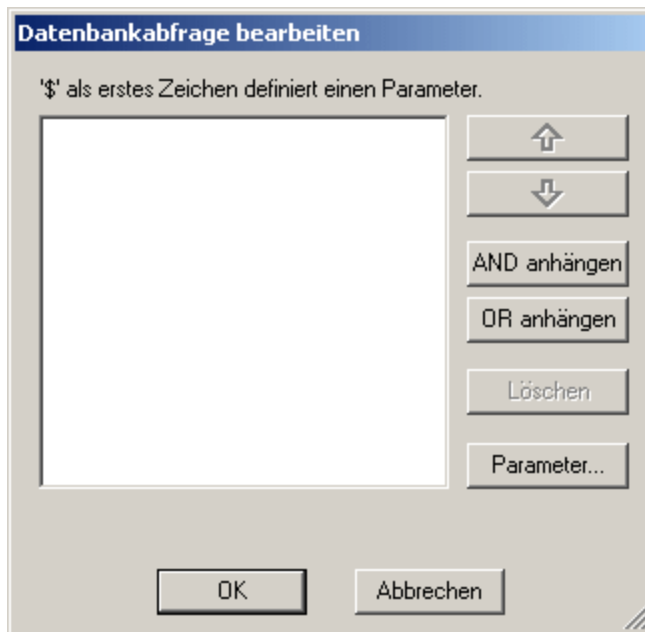 Datenbankabfrage bearbeiten
'$' als erstes Zeichen definiert einen Parameter.
AND anhängen
OR anhängen
Löschen
Parameter...
OK
Abbrechen